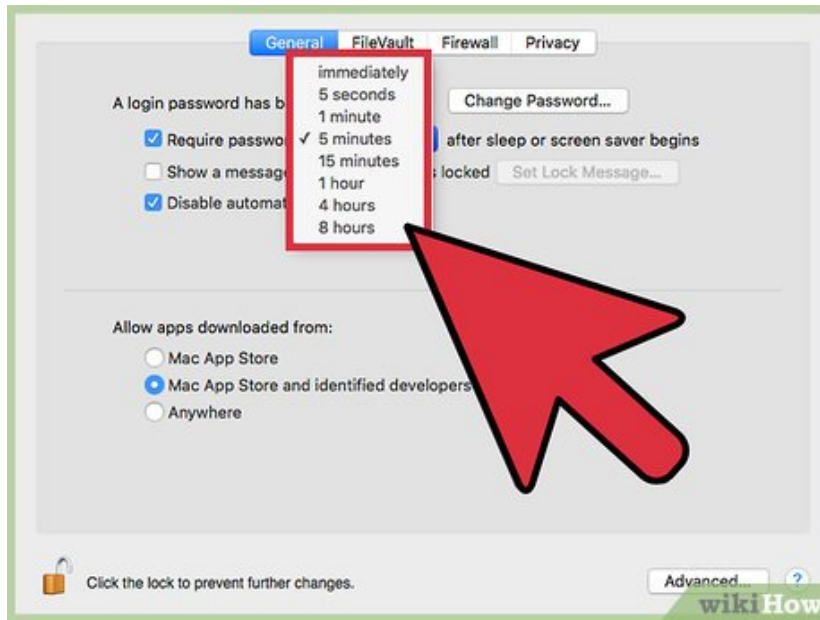 General FileVault Firewall Privacy
immediately
A login password has b 5 seconds Change Password...
1 minute
Require passwo ✓ 5 minutes after sleep or screen saver begins
Show a messag 15 minutes s locked Set Lock Message...
1 hour
Disable automat 4 hours
8 hours
Allow apps downloaded from:
Mac App Store
Mac App Store and identified developers
Anywhere
Click the lock to prevent further changes.
Advanced... ?
wikiHow